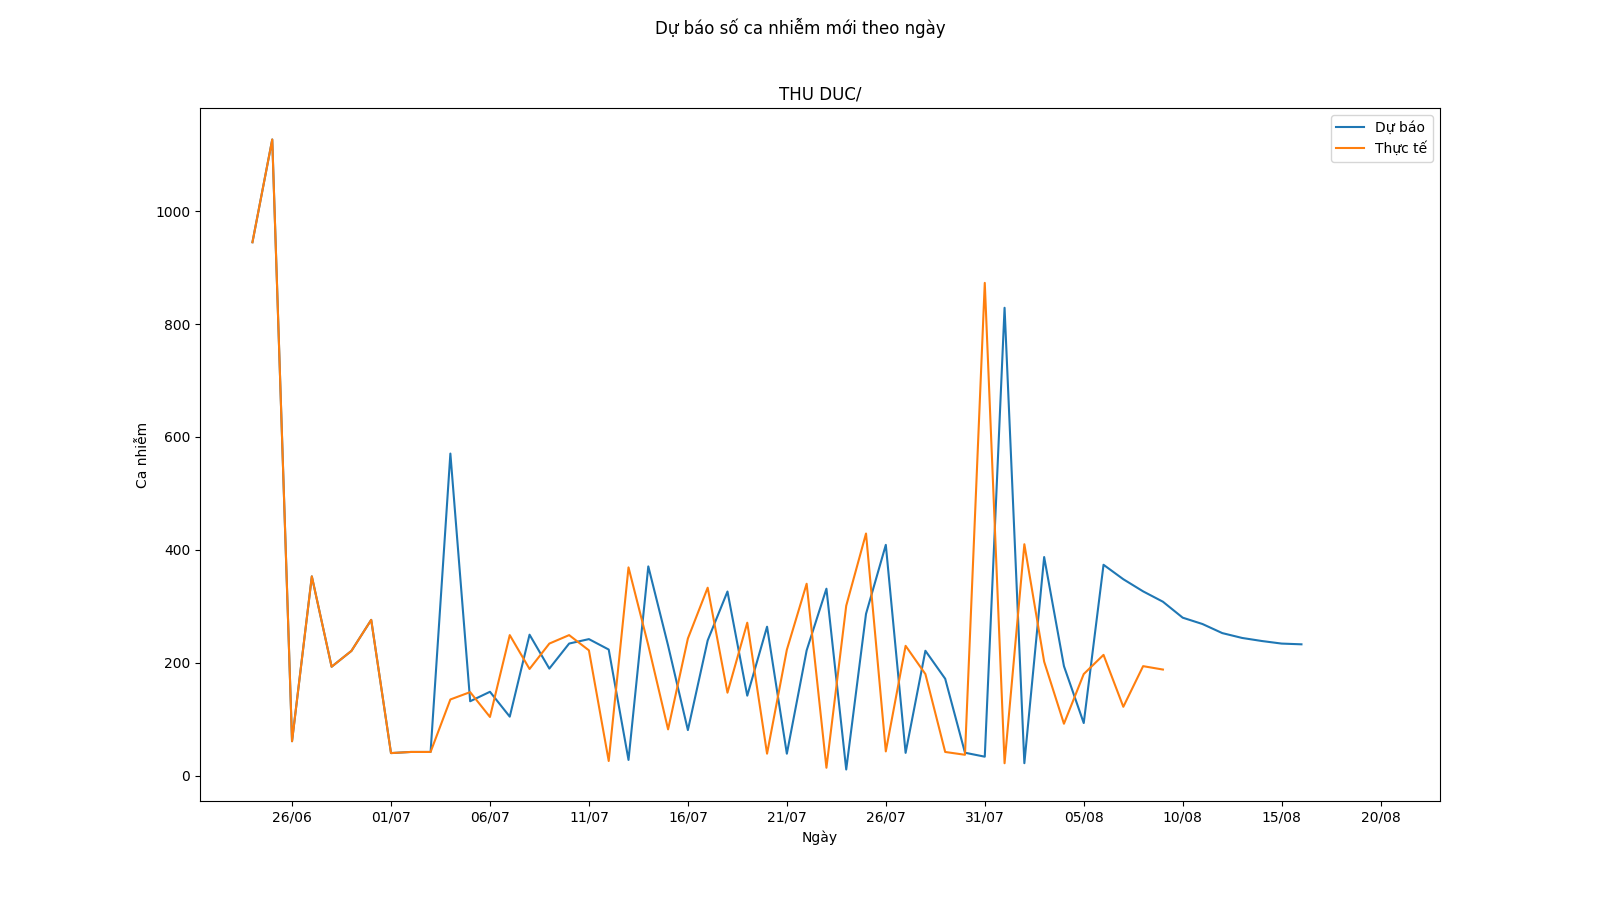 Dự báo số ca nhiễm mới theo ngày
THU DUC/
Dự báo
Thực tế
Ca nhiễm
1000
800
600
400
200
0
26/06 01/07 06/07 11/07 16/07 21/07 26/07 31/07 05/08 10/08 15/08 20/08
Ngày